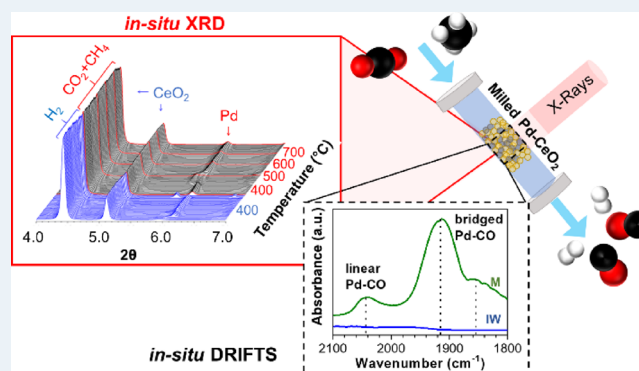 in-situ XRD
H2
CO2+CH4
← CeO2
Pd
700
600
500
400
400
Temperature (°C)
4.0 5.0 6.0 7.0
2θ
X-Rays
Milled Pd-CeO2
bridged
Pd-CO
linear
Pd-CO
M
IW
Absorbance (a.u.)
2100 2000 1900 1800
Wavenumber (cm-1)
in-situ DRIFTS